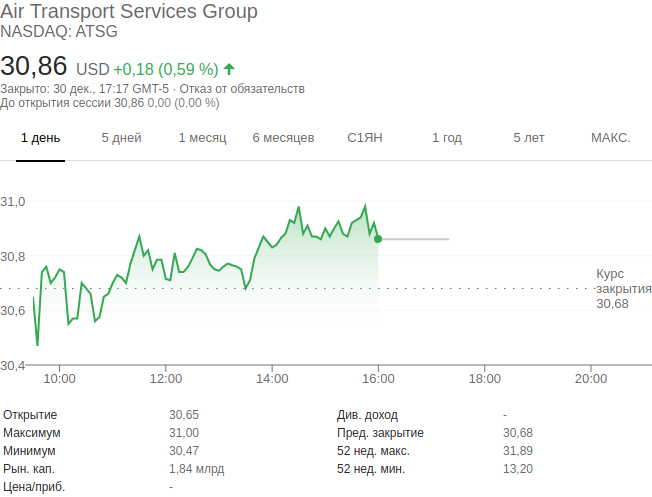 Air Transport Services Group
NASDAQ: ATSG
30,86 USD +0,18 (0,59 %)
Закрыто: 30 дек., 17:17 GMT-5 · Отказ от обязательств
До открытия сессии 30,86 0,00 (0,00 %)
1 день 5 дней 1 месяц 6 месяцев С1ЯН 1 год 5 лет МАКС.
31,0
30,8
Курс
закрытия
30,68
30,6
30,4
10:00 12:00 14:00 16:00 18:00 20:00
Открытие 30,65 Див. доход -
Максимум 31,00 Пред. закрытие 30,68
Минимум 30,47 52 нед. макс. 31,89
Рын. кап. 1,84 млрд 52 нед. мин. 13,20
Цена/приб. -